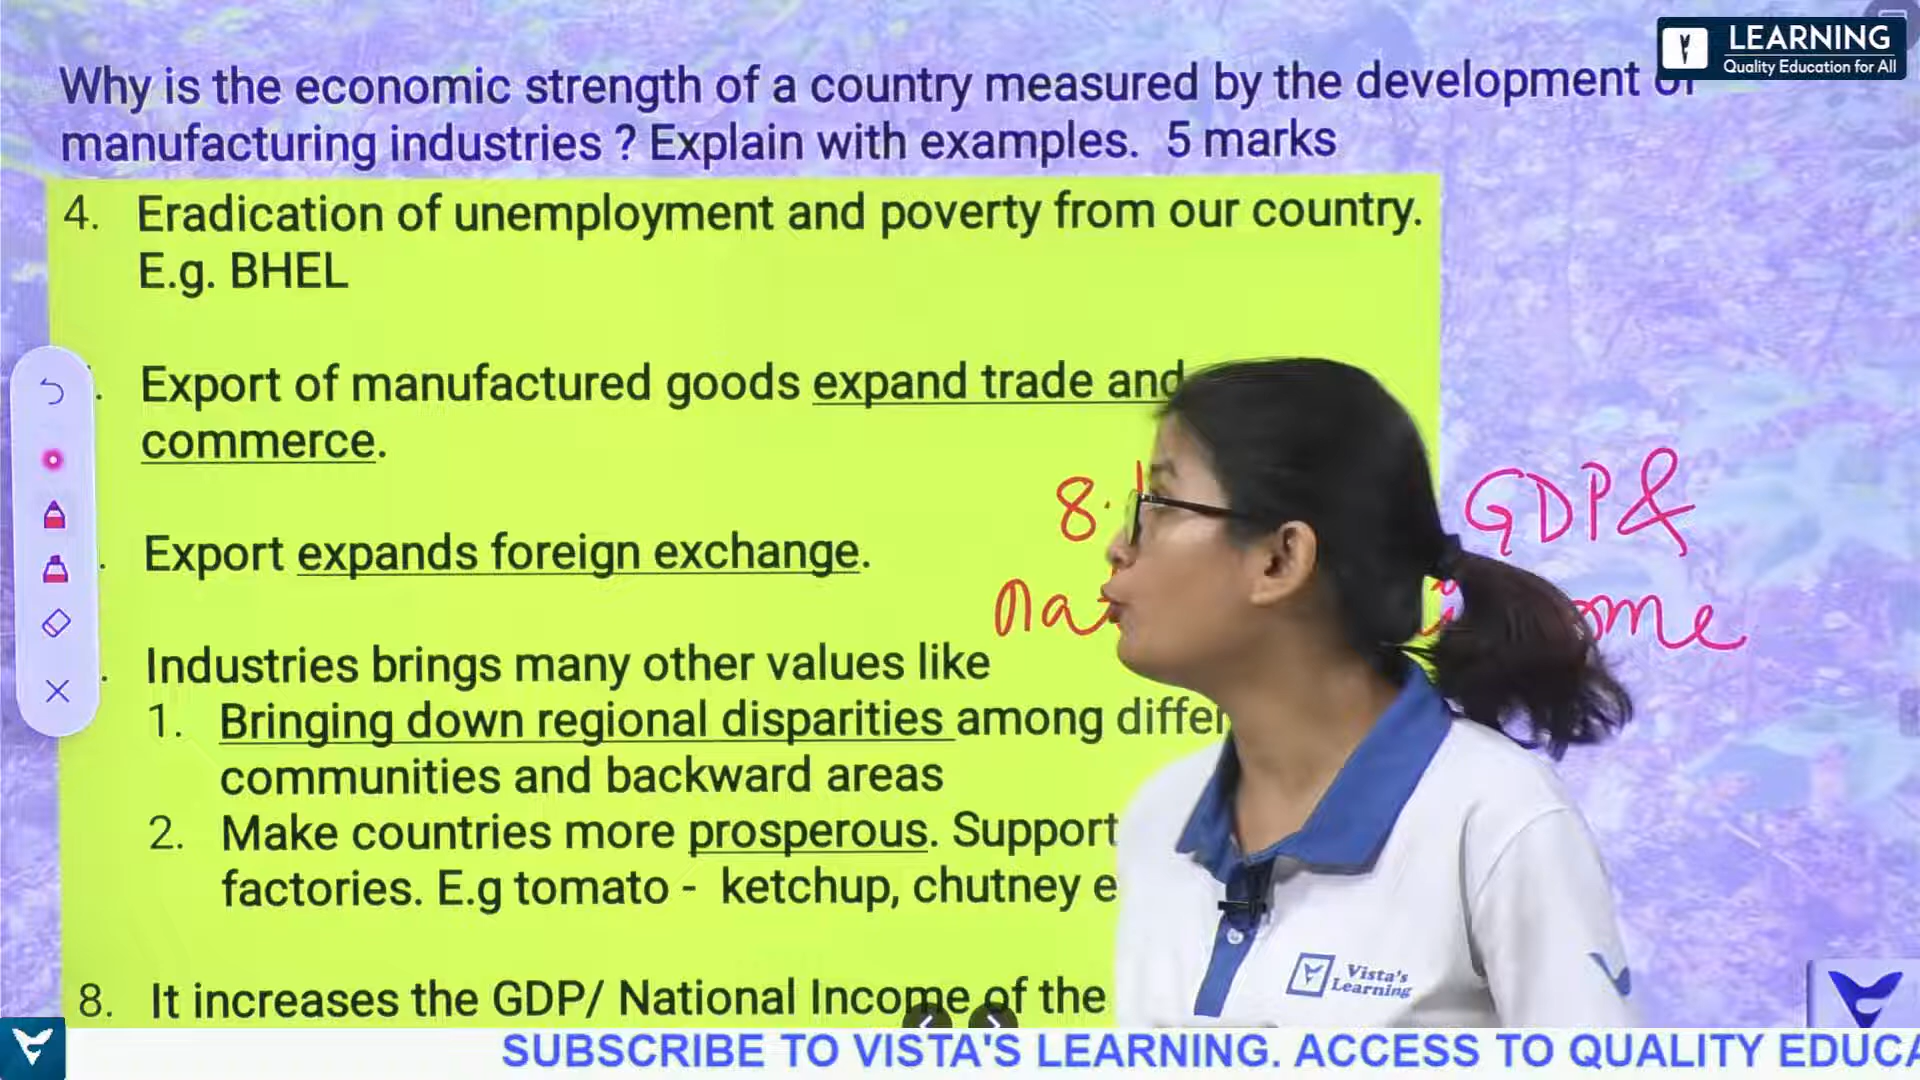 LEARNING
Quality Education for All
Why is the economic strength of a country measured by the development of
manufacturing industries ? Explain with examples. 5 marks
4. Eradication of unemployment and poverty from our country.
E.g. BHEL
. Export of manufactured goods expand trade and
commerce.
8. GDP &
. Export expands foreign exchange.
. Industries brings many other values like
1. Bringing down regional disparities among
communities and backward areas
2. Make countries more prosperous. Support
factories. E.g tomato - ketchup, chutney
Vista's
Learning
8. It increases the GDP/ National Income of the
SUBSCRIBE TO VISTA'S LEARNING. ACCESS TO QUALITY